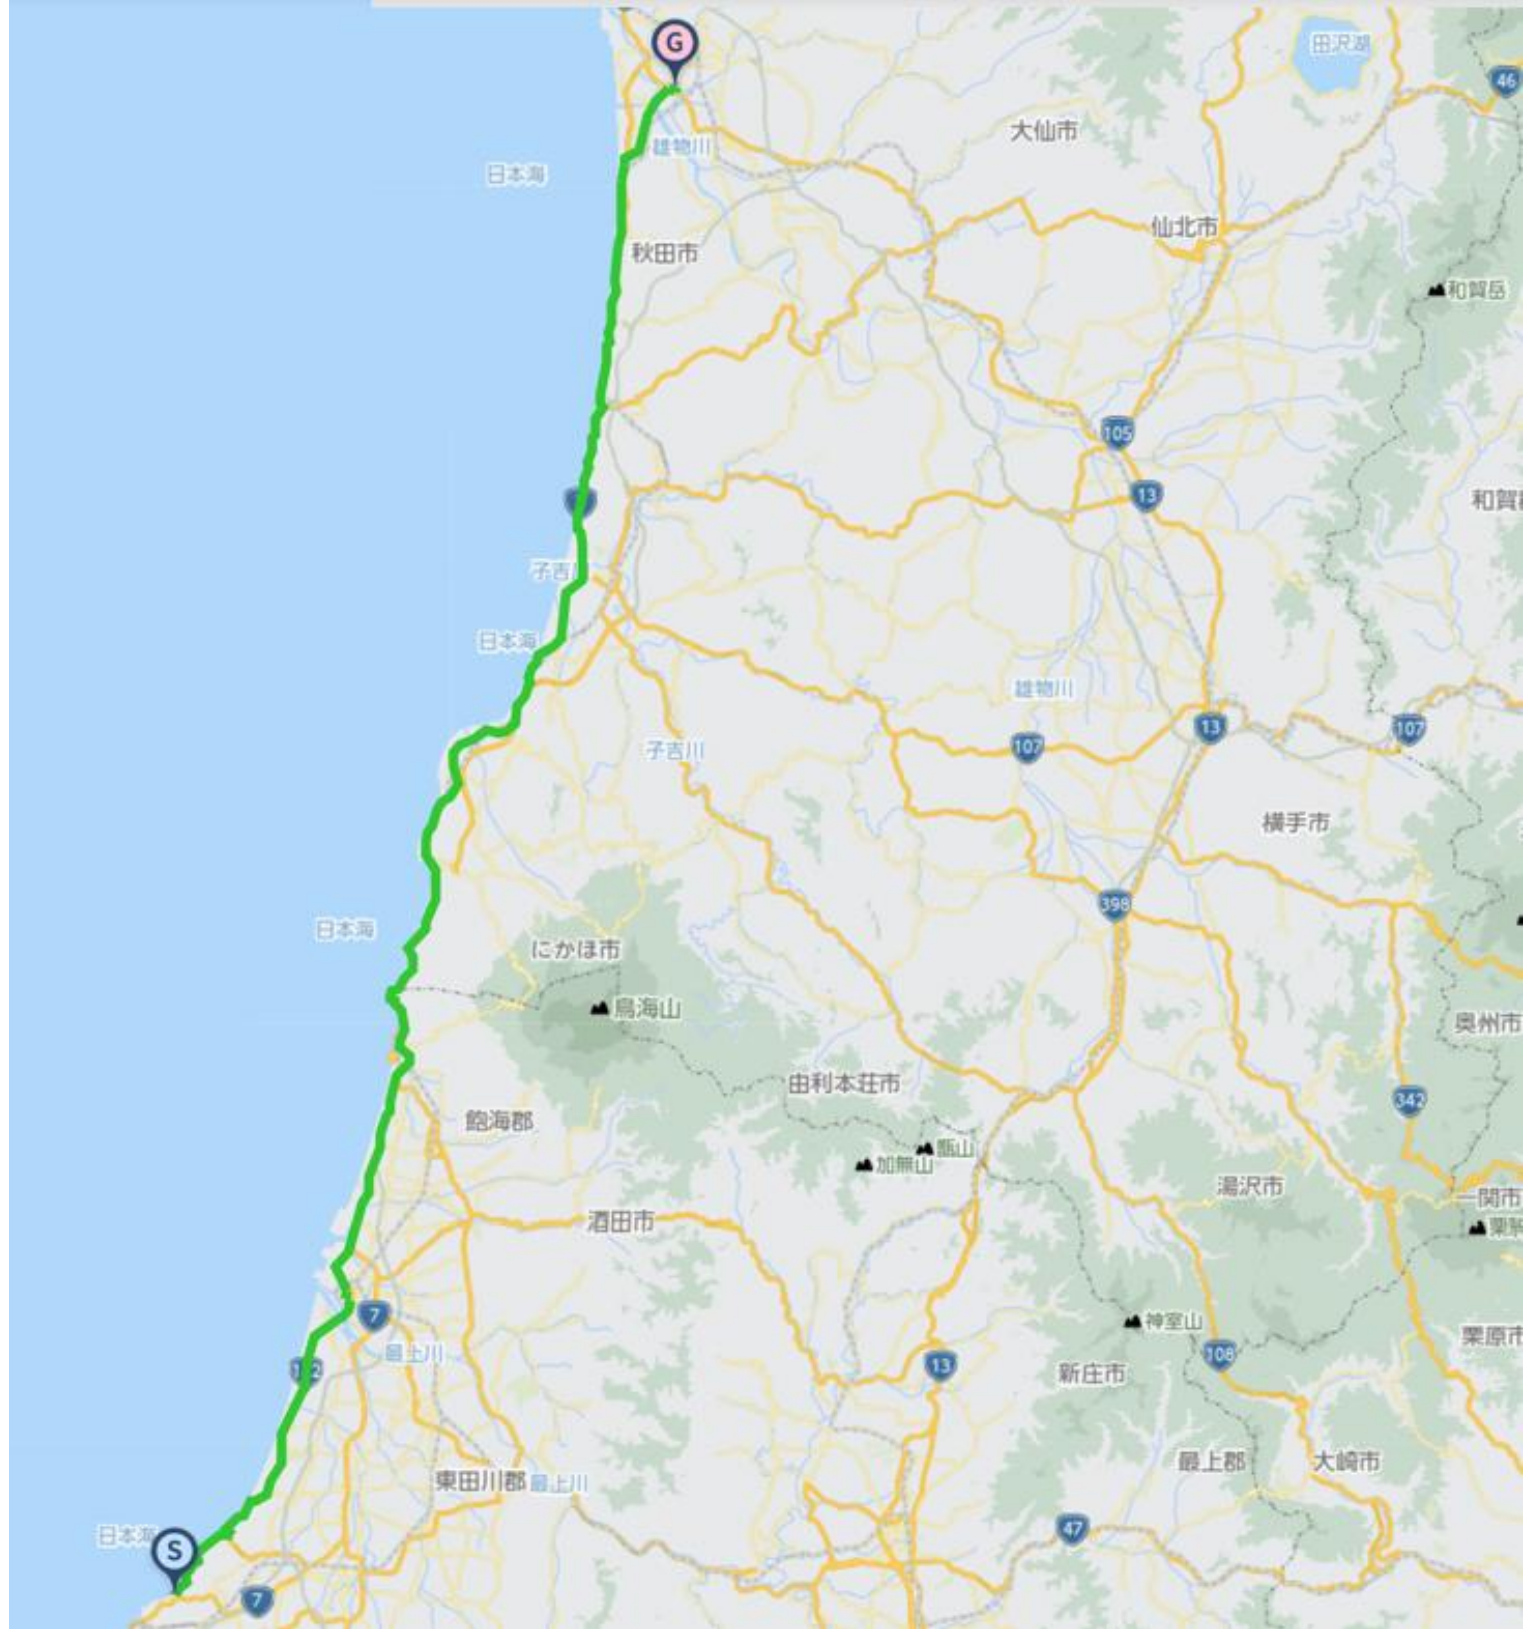 G
田沢湖
46
大仙市
雄物川
日本海
仙北市
秋田市
和賀岳
105
13
和賀
子吉
日本海
雄物川
107
13
107
子吉川
横手市
398
日本海
にかほ市
鳥海山
奥州市
由利本荘市
342
飽海郡
甑山
加無山
湯沢市
一関市
酒田市
7
神室山
栗原市
最上川
108
13
新庄市
最上郡
大崎市
東田川郡
最上川
日本海
S
47
7